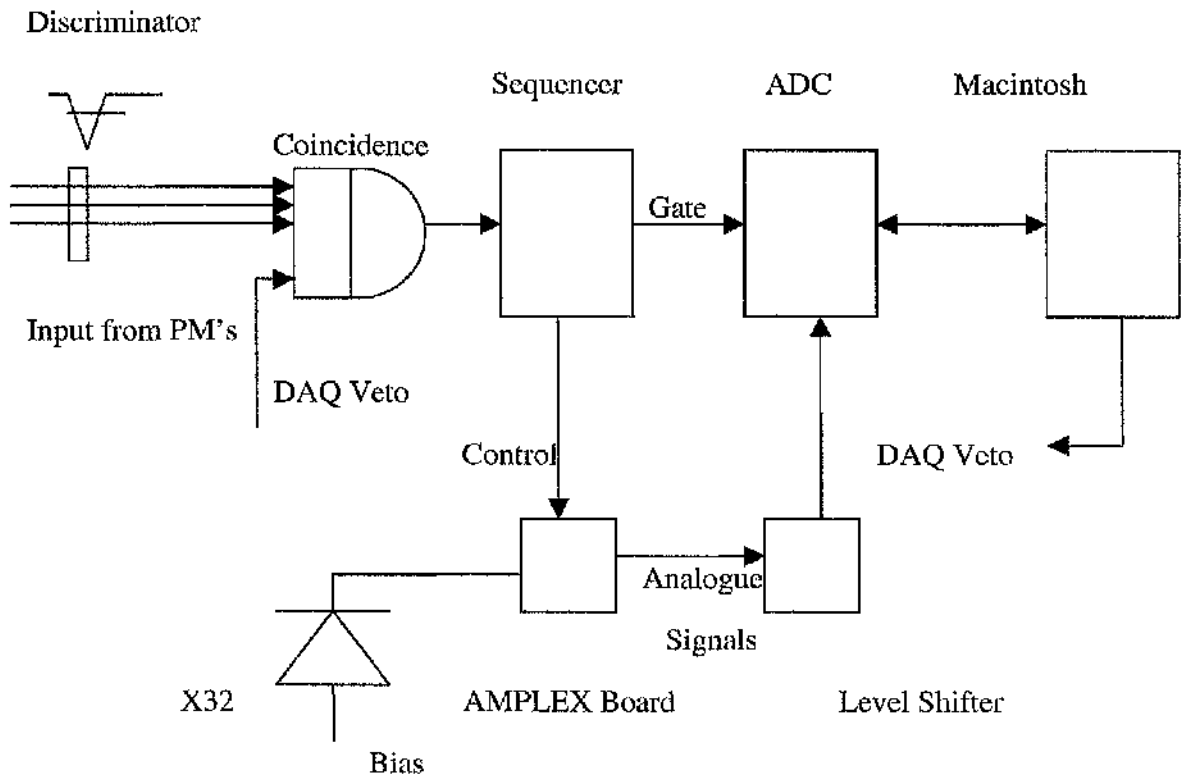 Discriminator
Sequencer
ADC
Macintosh
Coincidence
Gate
Input from PM's
DAQ Veto
Control
DAQ Veto
Analogue
Signals
X32
AMPLEX Board
Level Shifter
Bias